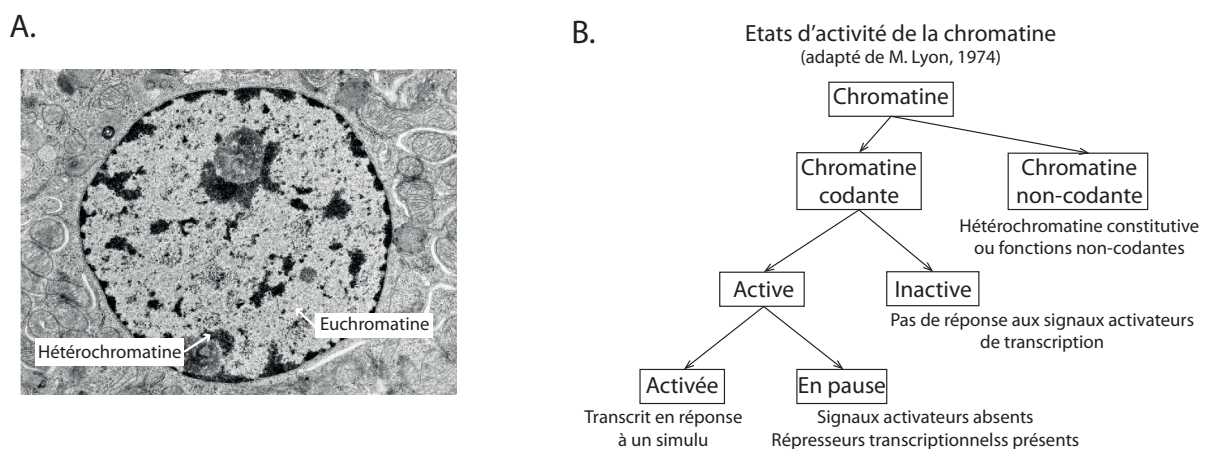 A.
Euchromatine
Hétérochromatine
B.
Etats d'activité de la chromatine
(adapté de M. Lyon, 1974)
Chromatine
Chromatine
codante
Chromatine
non-codante
Hétérochromatine constitutive
ou fonctions non-codantes
Active
Inactive
Pas de réponse aux signaux activateurs
de transcription
Activée
En pause
Transcrit en réponse
à un simulu
Signaux activateurs absents
Répresseurs transcriptionnelss présents